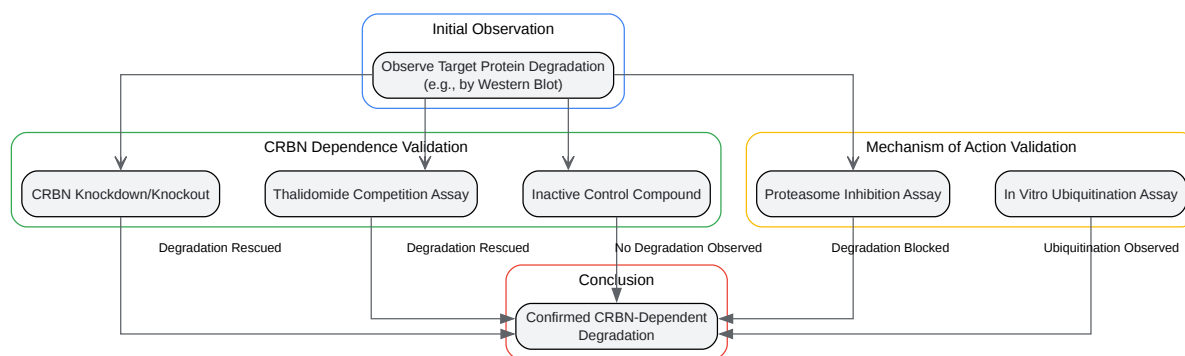 Initial Observation
Observe Target Protein Degradation
(e.g., by Western Blot)
CRBN Dependence Validation
Mechanism of Action Validation
CRBN Knockdown/Knockout
Thalidomide Competition Assay
Inactive Control Compound
Proteasome Inhibition Assay
In Vitro Ubiquitination Assay
Degradation Rescued
Degradation Rescued
No Degradation Observed
Degradation Blocked
Ubiquitination Observed
Conclusion
Confirmed CRBN-Dependent
Degradation